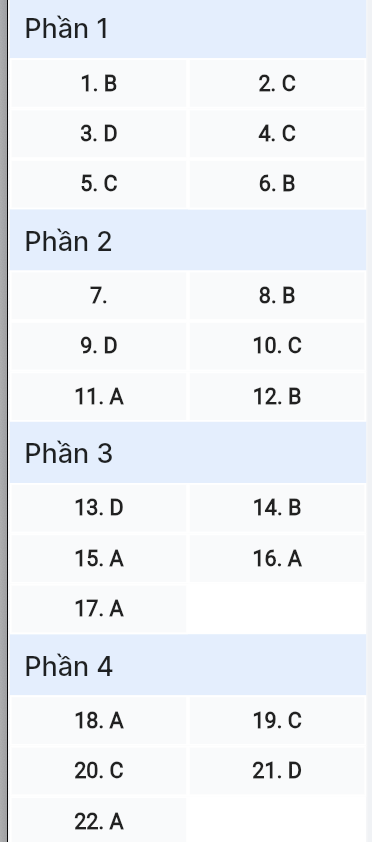 Phần 1
1. B 2. C
3. D 4. C
5. C 6. B
Phần 2
7. 8. B
9. D 10. C
11. A 12. B
Phần 3
13. D 14. B
15. A 16. A
17. A
Phần 4
18. A 19. C
20. C 21. D
22. A